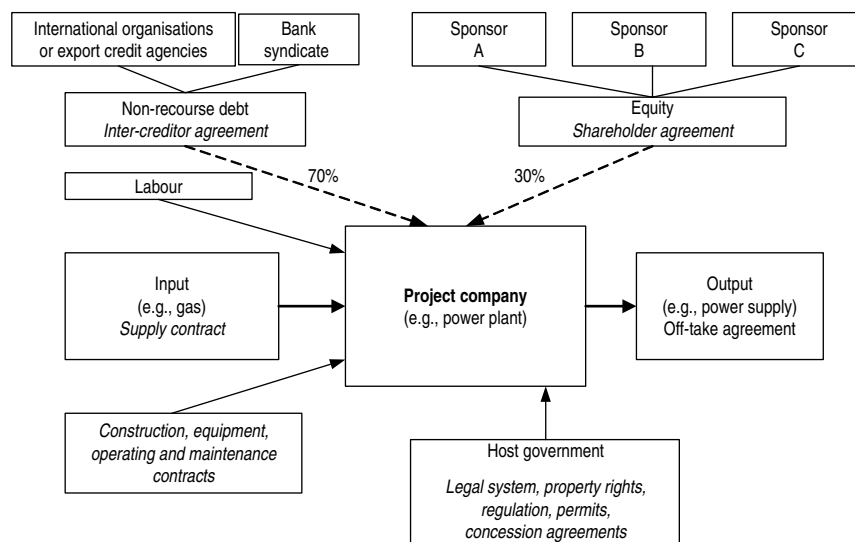 International organisations
or export credit agencies
Bank
syndicate
Sponsor
A
Sponsor
B
Sponsor
C
Non-recourse debt
Inter-creditor agreement
Equity
Shareholder agreement
70%
30%
Labour
Input
(e.g., gas)
Supply contract
Project company
(e.g., power plant)
Output
(e.g., power supply)
Off-take agreement
Construction, equipment,
operating and maintenance
contracts
Host government
Legal system, property rights,
regulation, permits,
concession agreements